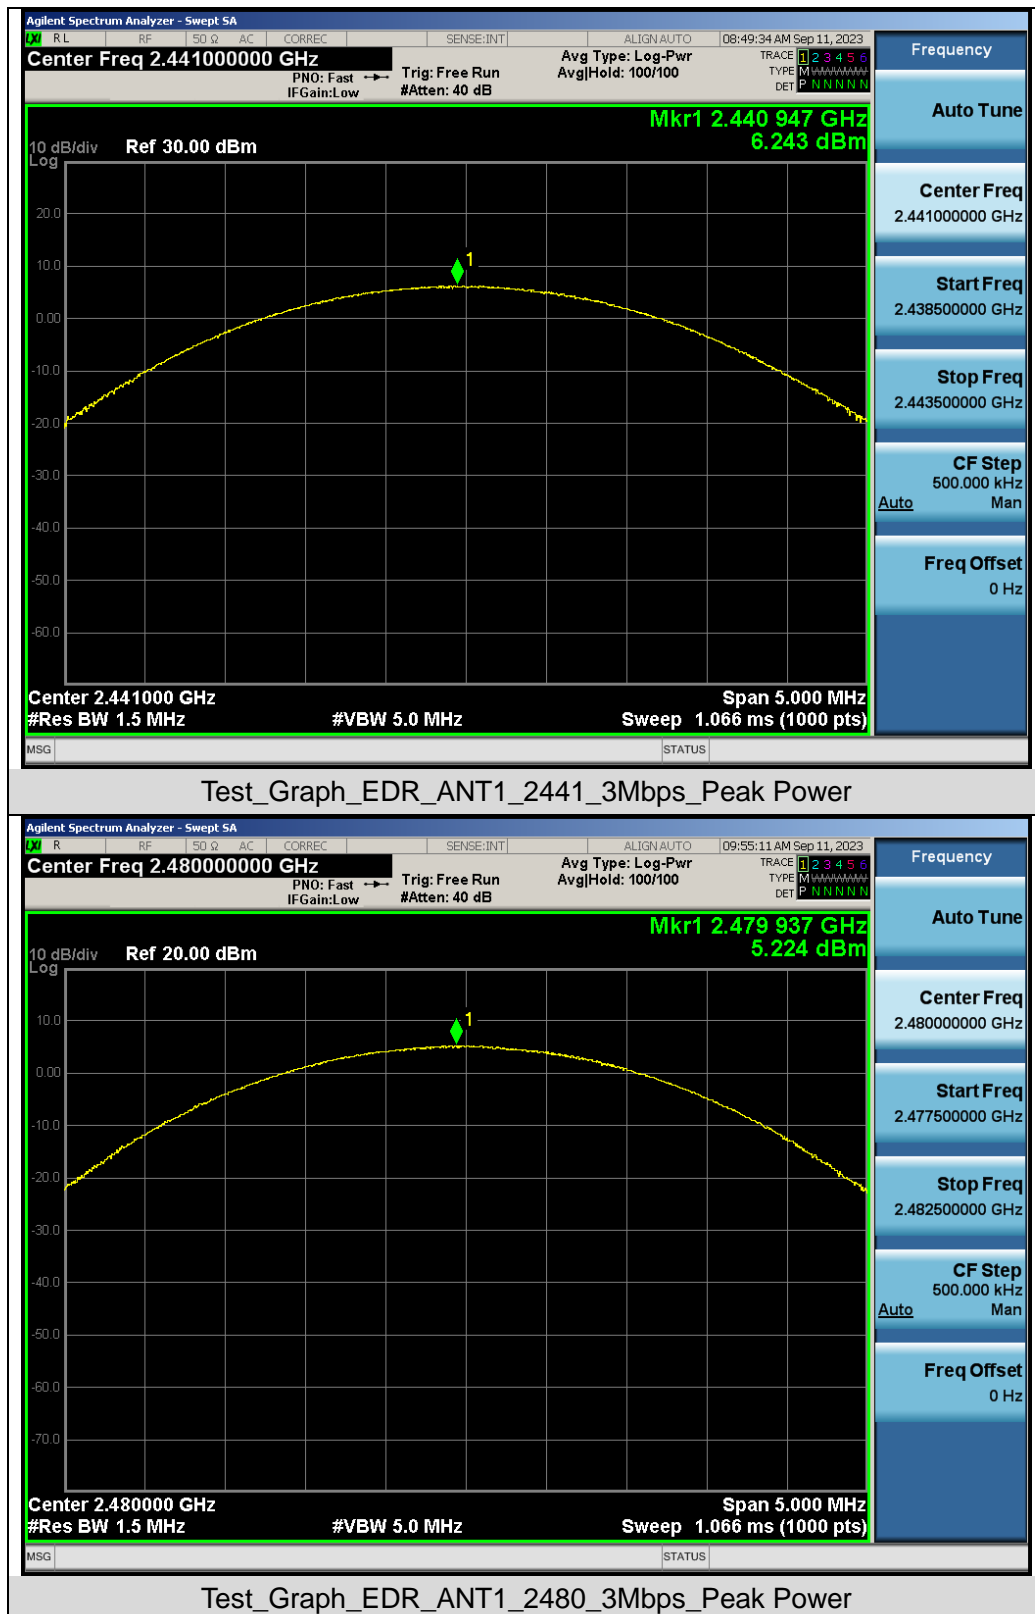 Agilent Spectrum Analyzer - Swept SA
LXI RL RF 50 Ω AC CORREC SENSE:INT ALIGN AUTO 08:49:34 AM Sep 11, 2023
Center Freq 2.441000000 GHz
PNO: Fast
IFGain:Low
Trig: Free Run
#Atten: 40 dB
Avg Type: Log-Pwr
Avg|Hold: 100/100
TRACE 1 2 3 4 5 6
TYPE M WWWWW
DET P N N N N N
Frequency
Auto Tune
Mkr1 2.440 947 GHz
6.243 dBm
10 dB/div Ref 30.00 dBm
Log
20.0
10.0
0.00
-10.0
-20.0
-30.0
-40.0
-50.0
-60.0
1
Center Freq
2.441000000 GHz
Start Freq
2.438500000 GHz
Stop Freq
2.443500000 GHz
CF Step
500.000 kHz
Auto Man
Freq Offset
0 Hz
Center 2.441000 GHz Span 5.000 MHz
#Res BW 1.5 MHz #VBW 5.0 MHz Sweep 1.066 ms (1000 pts)
MSG STATUS
Test_Graph_EDR_ANT1_2441_3Mbps_Peak Power
Agilent Spectrum Analyzer - Swept SA
LXI R RF 50 Ω AC CORREC SENSE:INT ALIGN AUTO 09:55:11 AM Sep 11, 2023
Center Freq 2.480000000 GHz
PNO: Fast
IFGain:Low
Trig: Free Run
#Atten: 40 dB
Avg Type: Log-Pwr
Avg|Hold: 100/100
TRACE 1 2 3 4 5 6
TYPE M WWWWW
DET P N N N N N
Frequency
Auto Tune
Mkr1 2.479 937 GHz
5.224 dBm
10 dB/div Ref 20.00 dBm
Log
10.0
0.00
-10.0
-20.0
-30.0
-40.0
-50.0
-60.0
-70.0
1
Center Freq
2.480000000 GHz
Start Freq
2.477500000 GHz
Stop Freq
2.482500000 GHz
CF Step
500.000 kHz
Auto Man
Freq Offset
0 Hz
Center 2.480000 GHz Span 5.000 MHz
#Res BW 1.5 MHz #VBW 5.0 MHz Sweep 1.066 ms (1000 pts)
MSG STATUS
Test_Graph_EDR_ANT1_2480_3Mbps_Peak Power